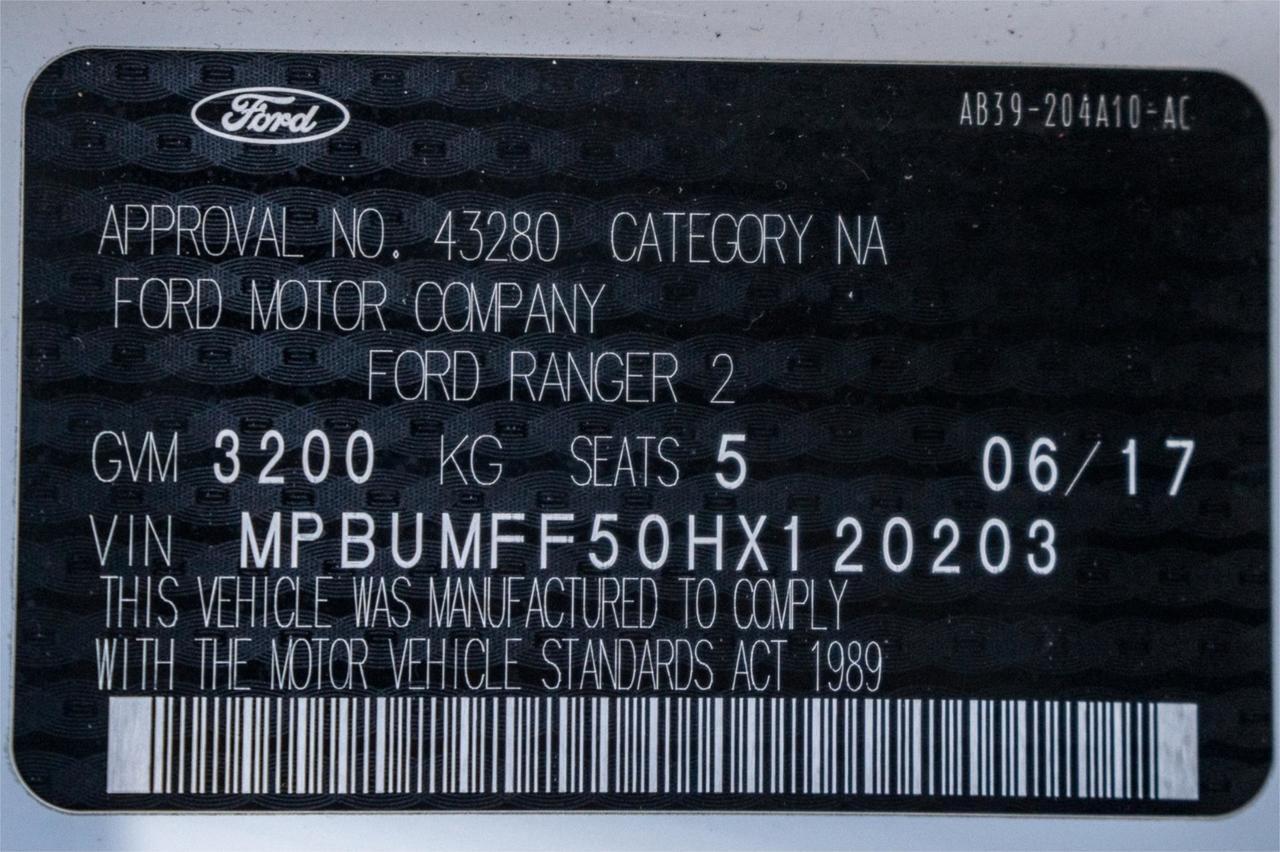 Ford
AB39-204A10-AC
APPROVAL NO. 43280 CATEGORY NA
FORD MOTOR COMPANY
FORD RANGER 2
GVM 3200 KG SEATS 5 06/17
VIN MPBUMFF50HX120203
THIS VEHICLE WAS MANUFACTURED TO COMPLY
WITH THE MOTOR VEHICLE STANDARDS ACT 1989